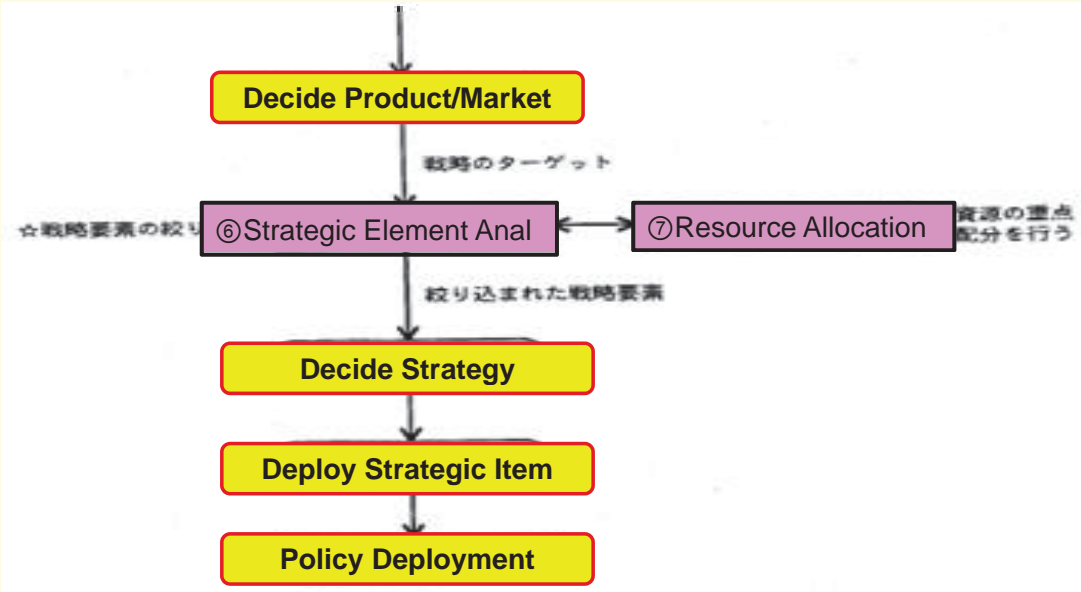 Decide Product/Market
戦略のターゲット
☆戦略要素の絞り
⑥Strategic Element Anal
⑦Resource Allocation
資源の重点
配分を行う
絞り込まれた戦略要素
Decide Strategy
Deploy Strategic Item
Policy Deployment